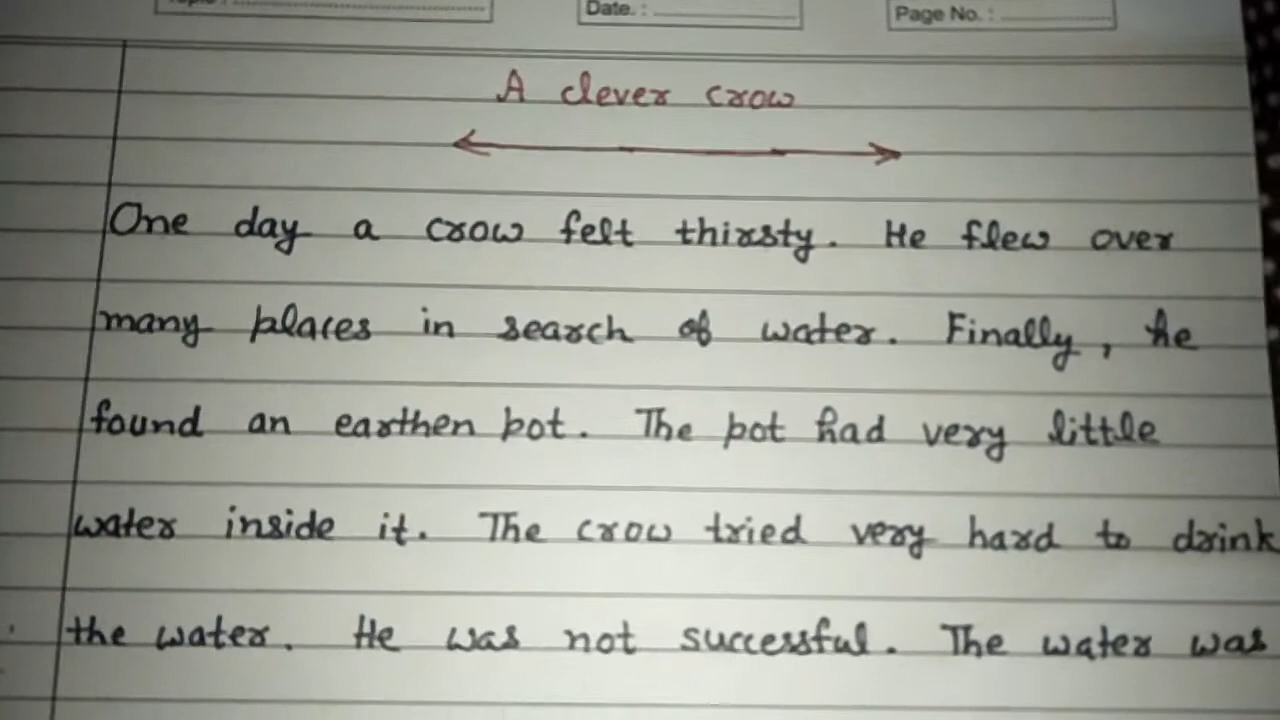 Topic :
Date. :
Page No. :
A clever crow
One day a crow felt thirsty. He flew over
many places in search of water. Finally, he
found an earthen pot. The pot had very little
water inside it. The crow tried very hard to drink
the water. He was not successful. The water was